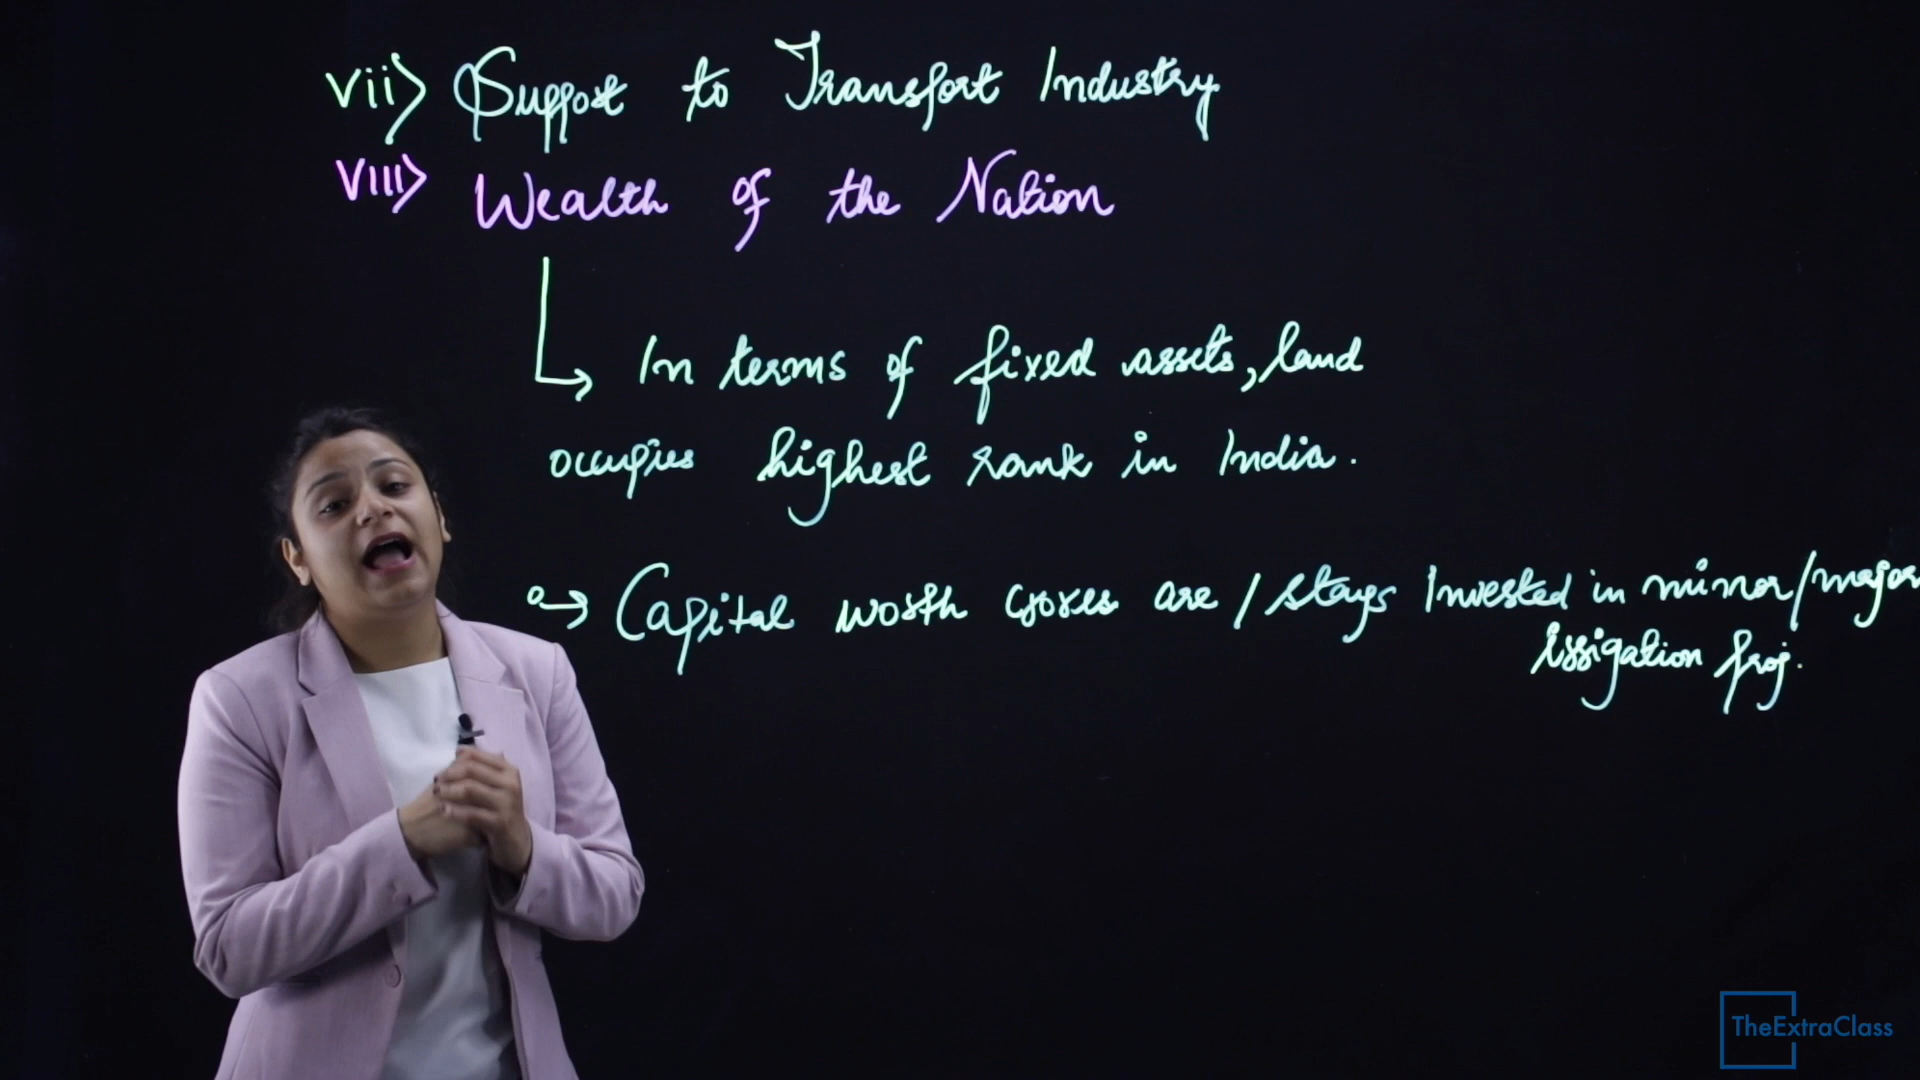 vii) Support to Transport Industry
viii) Wealth of the Nation
In terms of fixed assets, land
occupies highest rank in India.
Capital worth crores are / stays Invested in minor/major
irrigation proj.
TheExtraClass